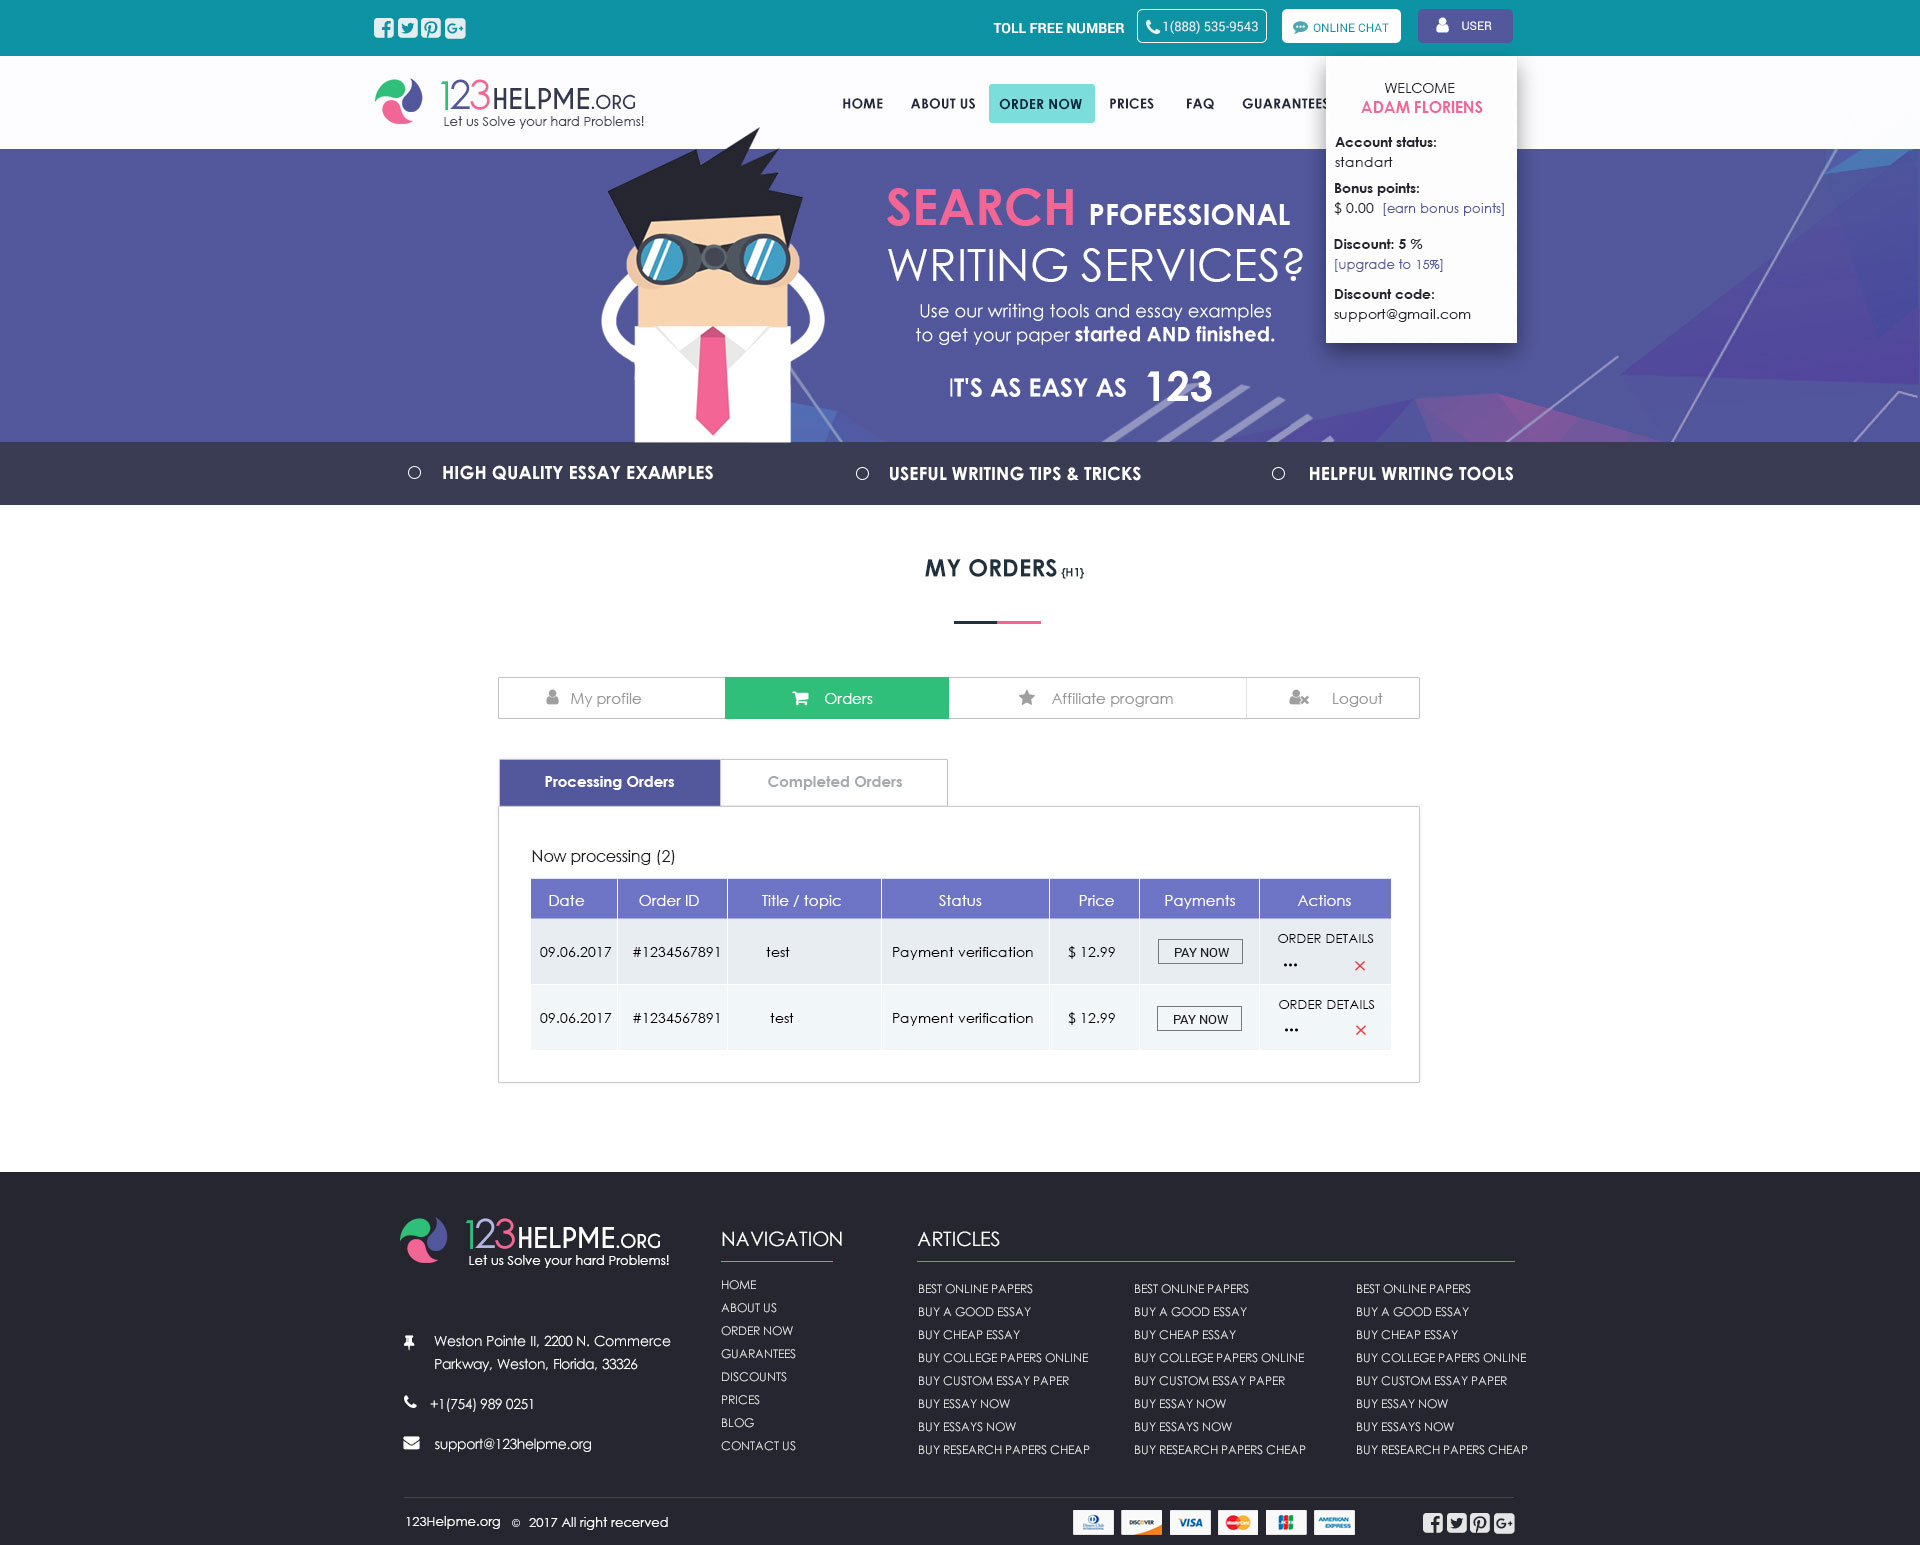 TOLL FREE NUMBER 1(888) 535-9543 ONLINE CHAT USER
123HELPME.ORG
Let us Solve your hard Problems!
HOME ABOUT US ORDER NOW PRICES FAQ GUARANTEES
WELCOME
ADAM FLORIENS
Account status:
standart
Bonus points:
$ 0.00 [earn bonus points]
Discount: 5 %
[upgrade to 15%]
Discount code:
support@gmail.com
SEARCH PFOFESSIONAL
WRITING SERVICES?
Use our writing tools and essay examples
to get your paper started AND finished.
IT'S AS EASY AS 123
HIGH QUALITY ESSAY EXAMPLES USEFUL WRITING TIPS & TRICKS HELPFUL WRITING TOOLS
MY ORDERS {H1}
My profile Orders Affiliate program Logout
Processing Orders Completed Orders
Now processing (2)
Date Order ID Title / topic Status Price Payments Actions
09.06.2017 #1234567891 test Payment verification $ 12.99 PAY NOW ORDER DETAILS
09.06.2017 #1234567891 test Payment verification $ 12.99 PAY NOW ORDER DETAILS
123HELPME.ORG
Let us Solve your hard Problems!
Weston Pointe II, 2200 N. Commerce
Parkway, Weston, Florida, 33326
+1(754) 989 0251
support@123helpme.org
NAVIGATION
HOME
ABOUT US
ORDER NOW
GUARANTEES
DISCOUNTS
PRICES
BLOG
CONTACT US
ARTICLES
BEST ONLINE PAPERS
BUY A GOOD ESSAY
BUY CHEAP ESSAY
BUY COLLEGE PAPERS ONLINE
BUY CUSTOM ESSAY PAPER
BUY ESSAY NOW
BUY ESSAYS NOW
BUY RESEARCH PAPERS CHEAP
BEST ONLINE PAPERS
BUY A GOOD ESSAY
BUY CHEAP ESSAY
BUY COLLEGE PAPERS ONLINE
BUY CUSTOM ESSAY PAPER
BUY ESSAY NOW
BUY ESSAYS NOW
BUY RESEARCH PAPERS CHEAP
BEST ONLINE PAPERS
BUY A GOOD ESSAY
BUY CHEAP ESSAY
BUY COLLEGE PAPERS ONLINE
BUY CUSTOM ESSAY PAPER
BUY ESSAY NOW
BUY ESSAYS NOW
BUY RESEARCH PAPERS CHEAP
123Helpme.org © 2017 All right recerved
DISCOVER VISA MasterCard JCB AMERICAN EXPRESS